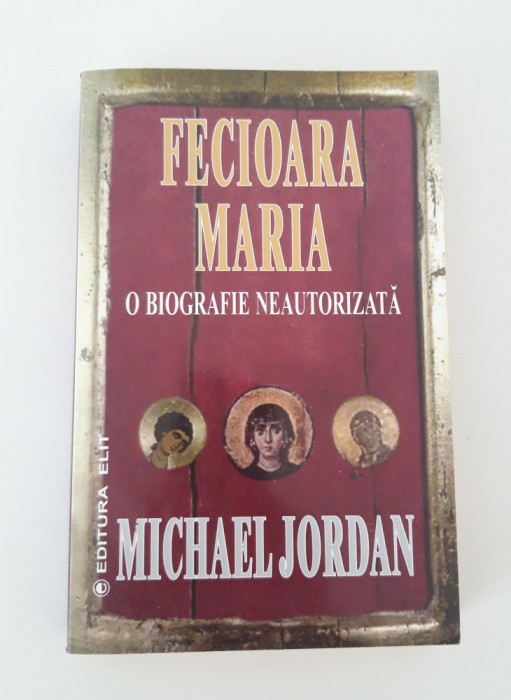 FECIOARA
MARIA
O BIOGRAFIE NEAUTORIZATĂ
EDITURA ELIT
MICHAEL JORDAN